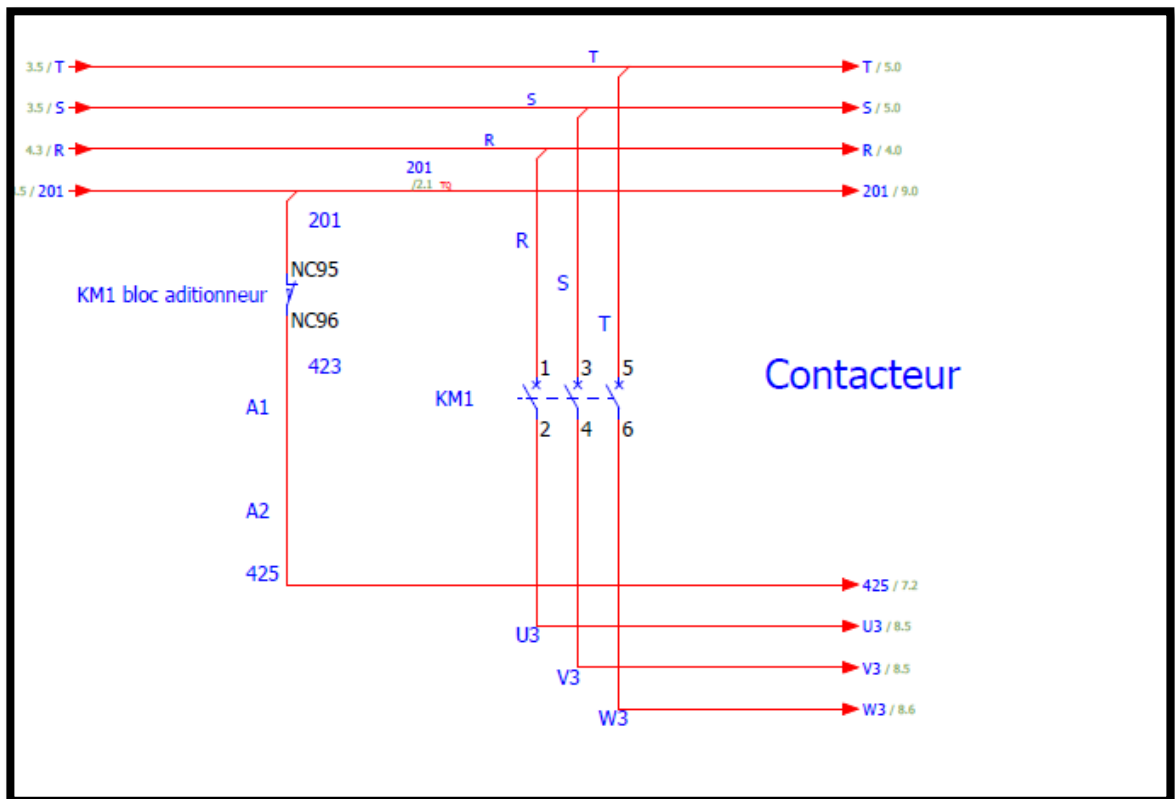 3.5 / T
T
T / 5.0
3.5 / S
S
S / 5.0
4.3 / R
R
R / 4.0
.5 / 201
201
/2.1
201 / 9.0
201
R
NC95
S
KM1 bloc aditionneur
NC96
T
423
1 3 5
Contacteur
A1
KM1
2 4 6
A2
425
425 / 7.2
U3
U3 / 8.5
V3
V3 / 8.5
W3
W3 / 8.6